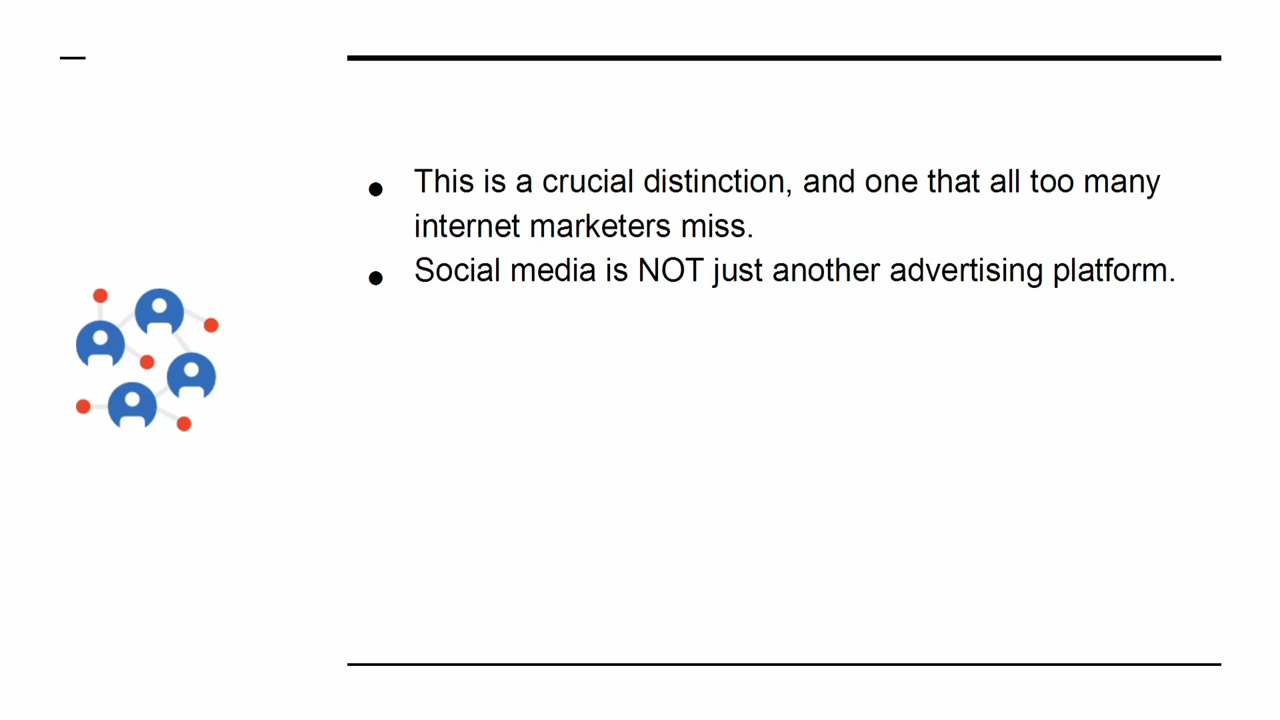 This is a crucial distinction, and one that all too many
internet marketers miss.
Social media is NOT just another advertising platform.